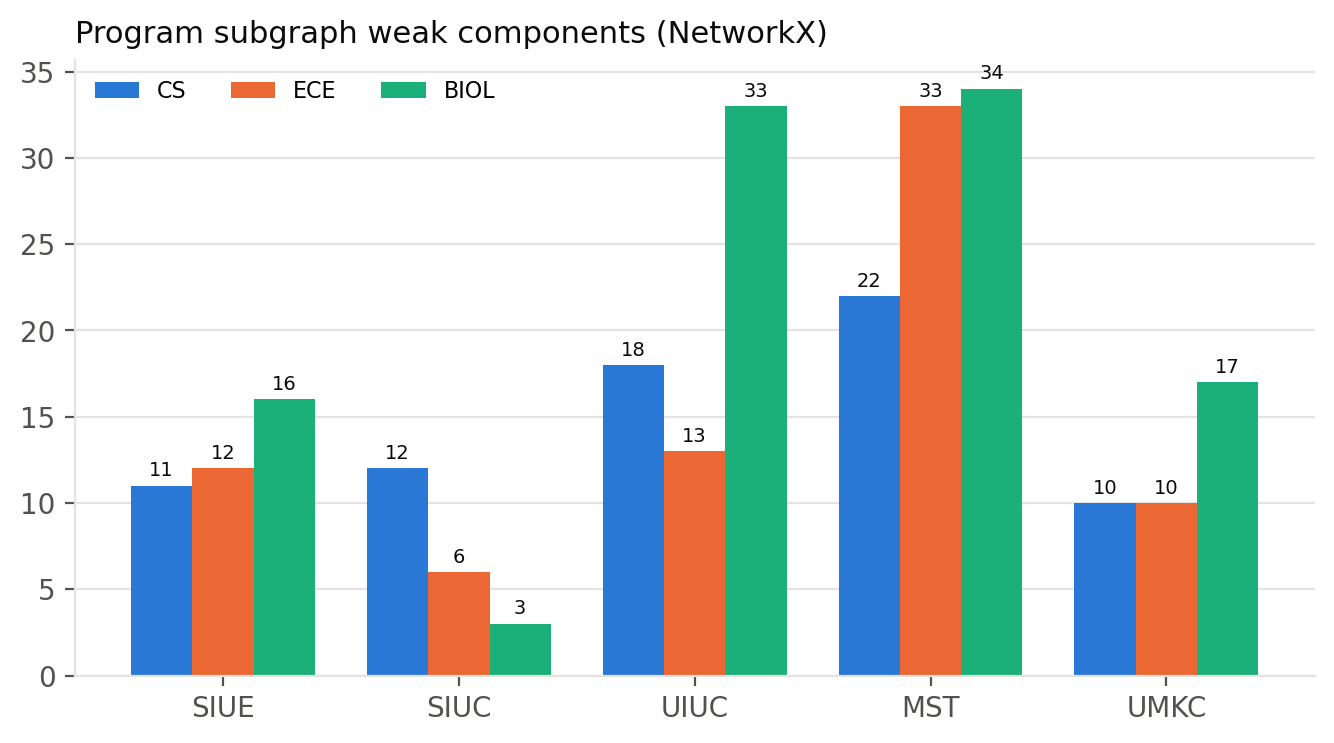 Program subgraph weak components (NetworkX)
CS ECE BIOL
35
30
25
20
15
10
5
0
11 12 16
12 6 3
18 13 33
22 33 34
10 10 17
SIUE SIUC UIUC MST UMKC